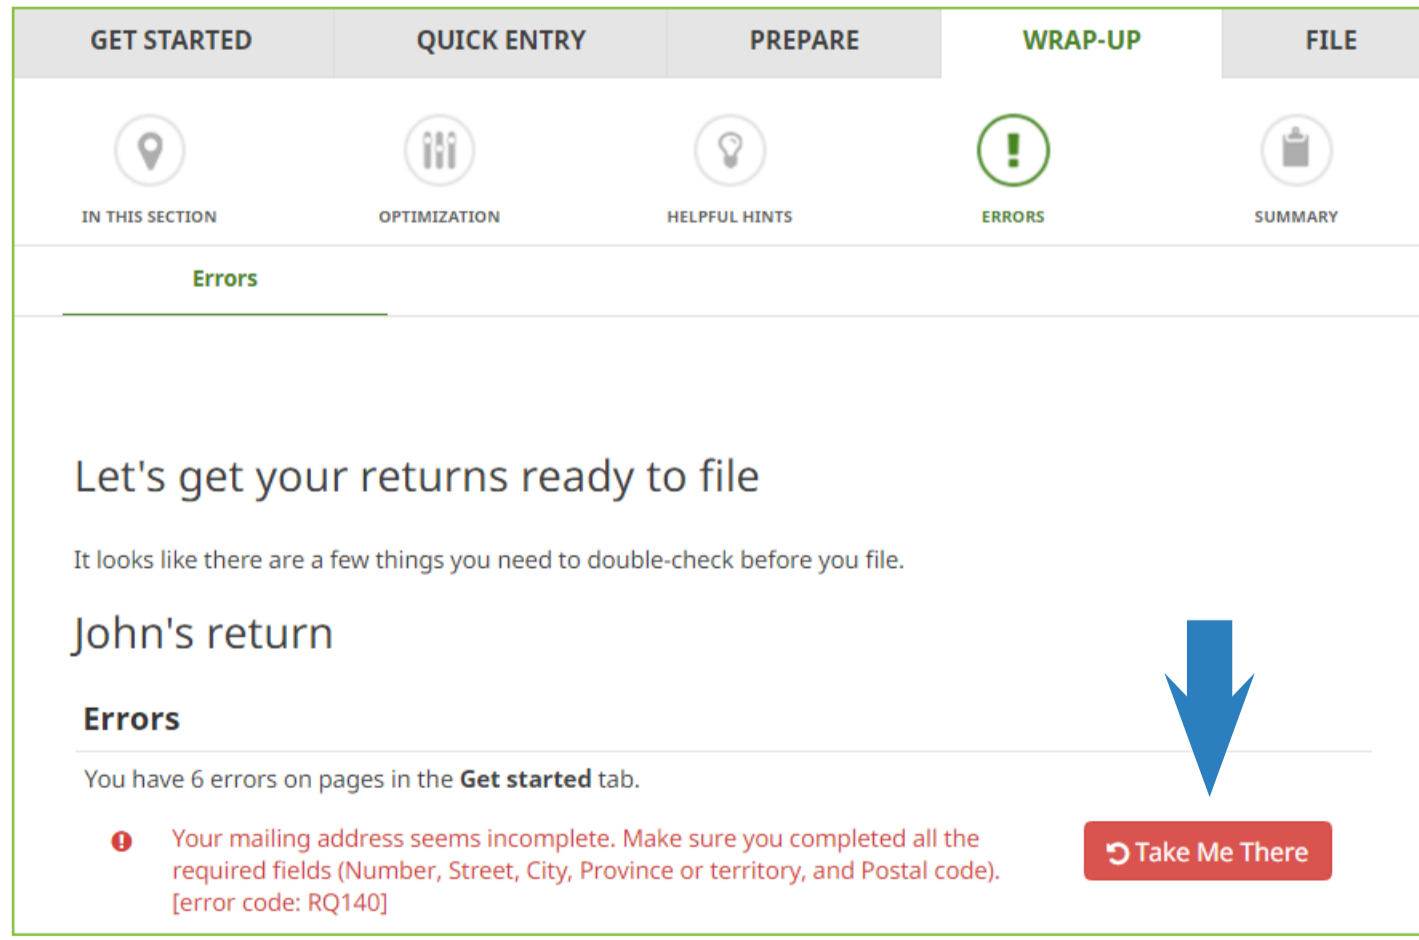 GET STARTED QUICK ENTRY PREPARE WRAP-UP FILE
IN THIS SECTION OPTIMIZATION HELPFUL HINTS ERRORS SUMMARY
Errors
Let's get your returns ready to file
It looks like there are a few things you need to double-check before you file.
John's return
Errors
You have 6 errors on pages in the Get started tab.
Your mailing address seems incomplete. Make sure you completed all the
required fields (Number, Street, City, Province or territory, and Postal code).
[error code: RQ140]
Take Me There